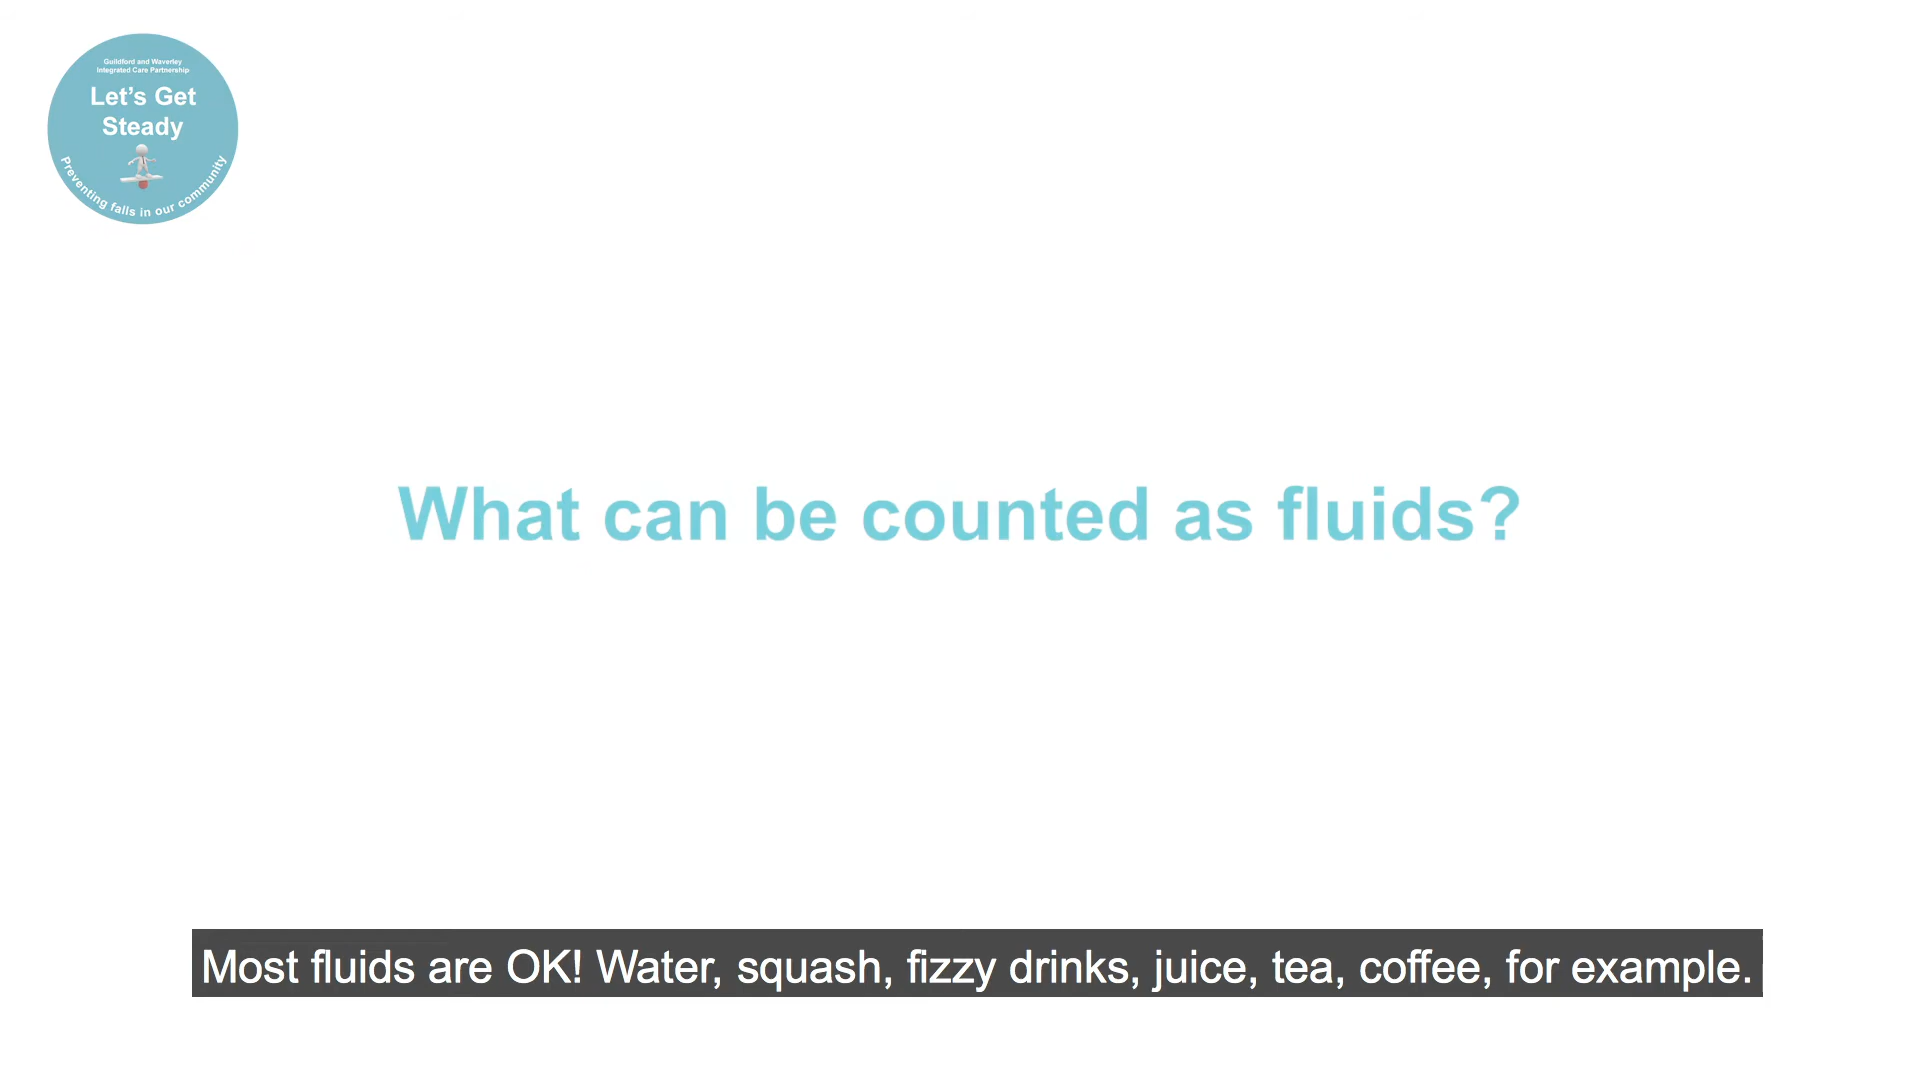 Guildford and Waverley
Integrated Care Partnership
Let's Get
Steady
Preventing falls in our community
What can be counted as fluids?
Most fluids are OK! Water, squash, fizzy drinks, juice, tea, coffee, for example.